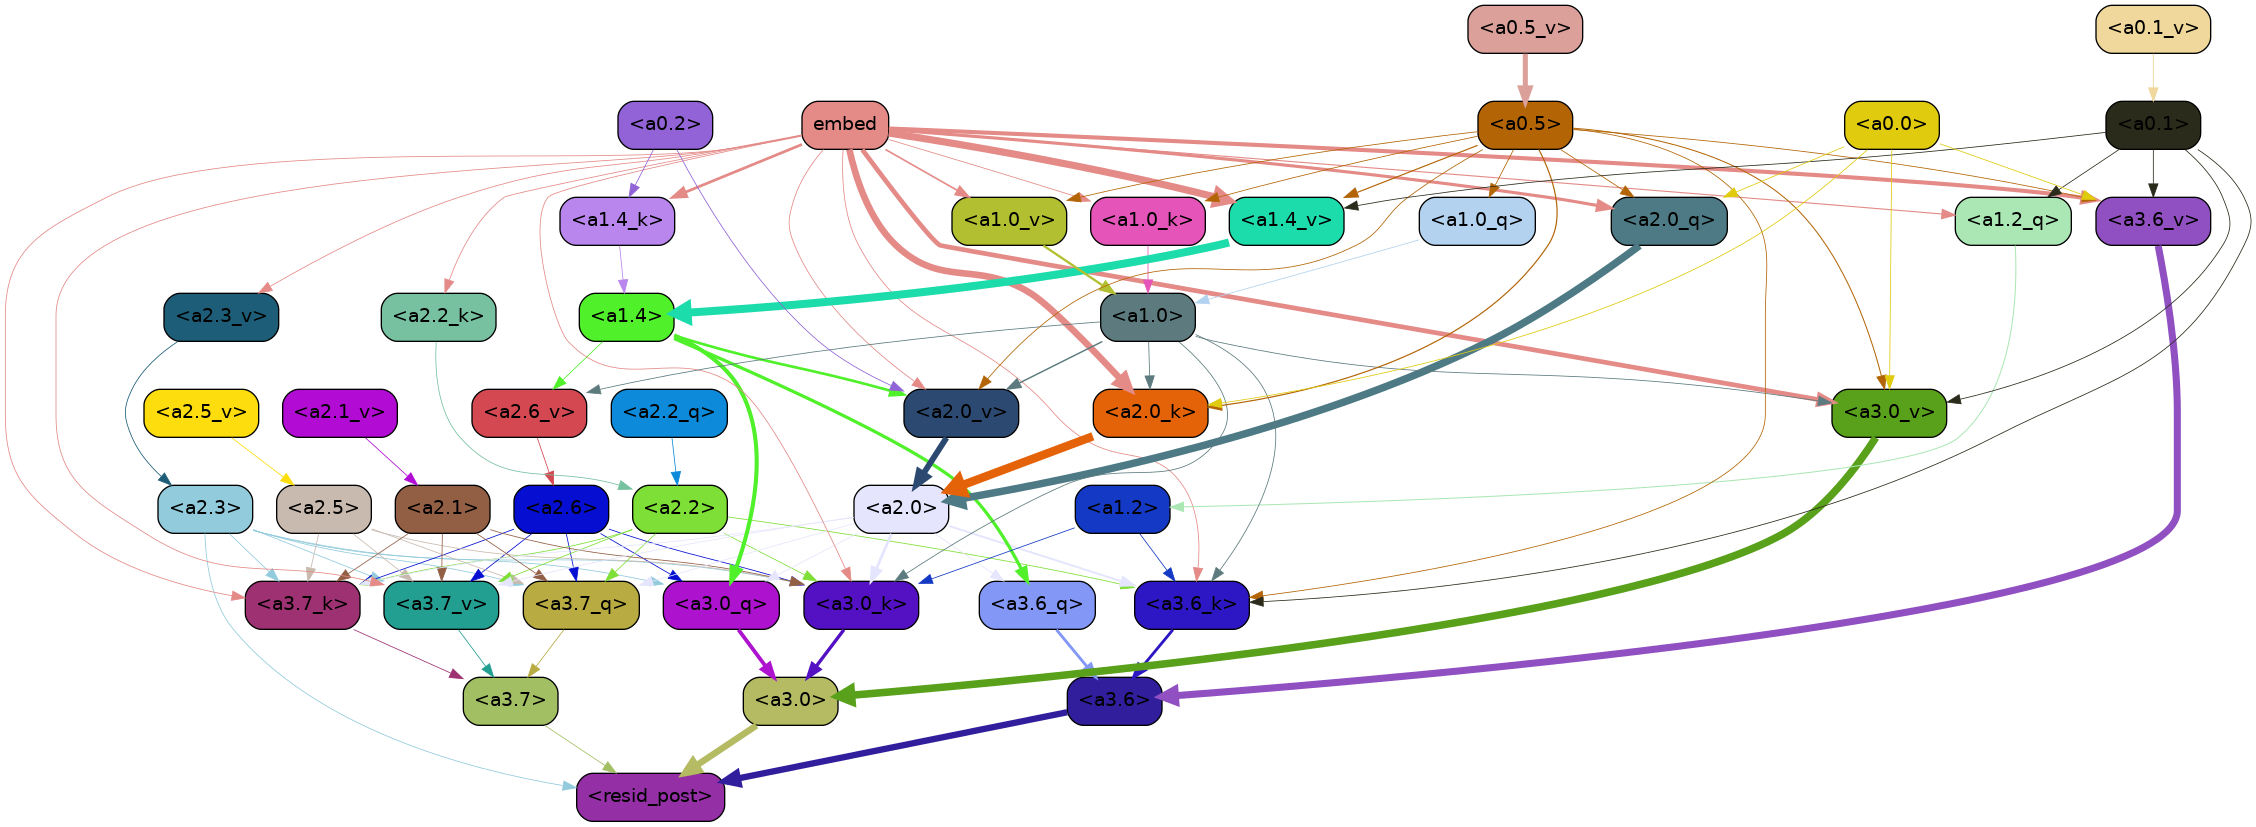 <a0.5_v>
<a0.1_v>
<a0.2>
embed
<a0.5>
<a0.0>
<a0.1>
<a1.4_k>
<a1.0_v>
<a1.0_k>
<a1.4_v>
<a1.0_q>
<a2.0_q>
<a1.2_q>
<a3.6_v>
<a2.3_v>
<a2.2_k>
<a1.4>
<a1.0>
<a2.5_v>
<a2.1_v>
<a2.6_v>
<a2.2_q>
<a2.0_v>
<a2.0_k>
<a3.0_v>
<a2.3>
<a2.5>
<a2.1>
<a2.6>
<a2.2>
<a2.0>
<a1.2>
<a3.7_k>
<a3.7_v>
<a3.7_q>
<a3.0_q>
<a3.0_k>
<a3.6_q>
<a3.6_k>
<a3.7>
<a3.0>
<a3.6>
<resid_post>